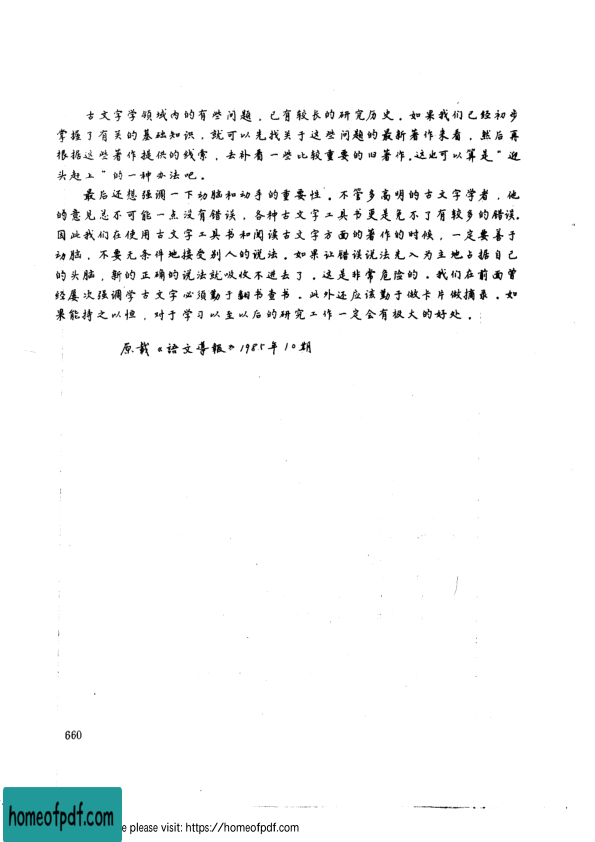 古文字学领域内的有些问题，已有较长的研究历史。如果我们已经初步
掌握了有关的基础知识，就可以先找关于这些问题的最新著作来看，然后再
根据这些著作提供的线索，去补看一些比较重要的旧著作。这也可以算是“迎
头赶上”的一种办法吧。
最后还想强调一下动脑和动手的重要性。不管多高明的古文字学者，他
的意见总不可能一点没有错误，各种古文字工具书更是免不了有较多的错误。
因此我们在使用古文字工具书和阅读古文字方面的著作的时候，一定要善于
动脑，不要无条件地接受别人的说法。如果让错误说法先入为主地占据自己
的头脑，新的正确的说法就吸收不进去了。这是非常危险的。我们在前面曾
经屡次强调学古文字必须勤于翻书查书。此外还应该勤于做卡片做摘录。如
果能持之以恒，对于学习以至以后的研究工作一定会有极大的好处。
原载《語文導報》1985年10期
660
homeofpdf.com
e please visit: https://homeofpdf.com